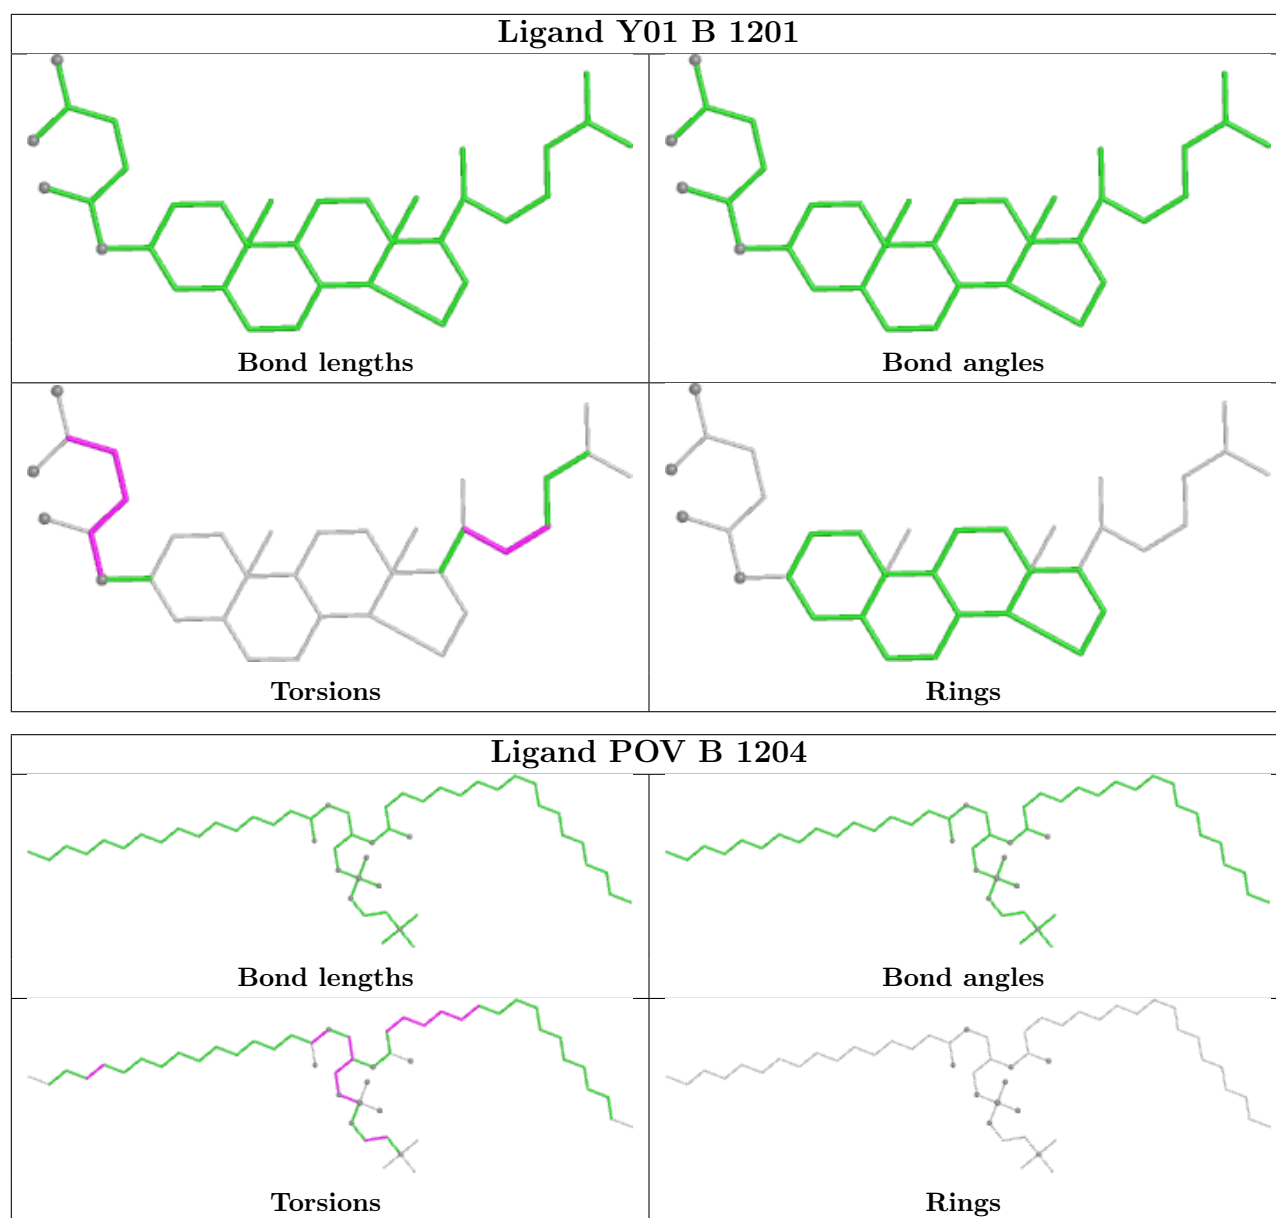 Ligand Y01 B 1201
Bond lengths
Bond angles
Torsions
Rings
Ligand POV B 1204
Bond lengths
Bond angles
Torsions
Rings